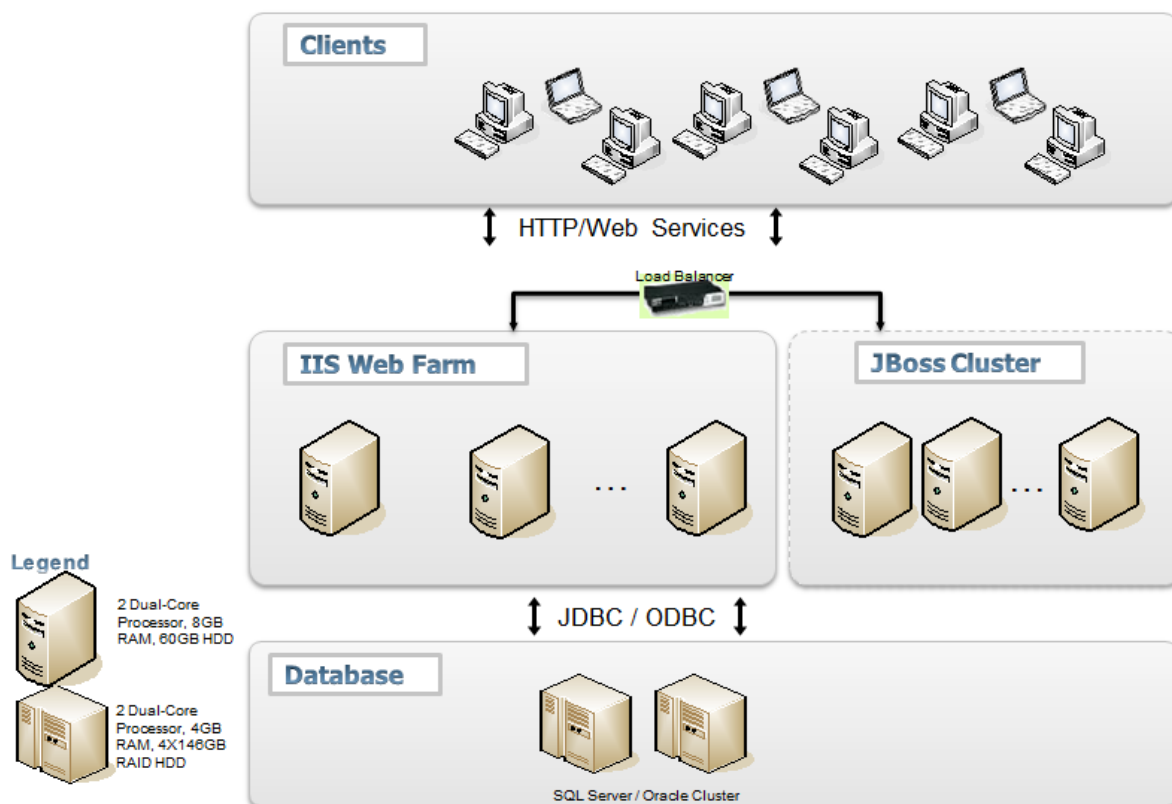 Clients
HTTP/Web Services
Load Balancer
IIS Web Farm
JBoss Cluster
...
...
Legend
2 Dual-Core
Processor, 8GB
RAM, 60GB HDD
JDBC / ODBC
Database
2 Dual-Core
Processor, 4GB
RAM, 4X146GB
RAID HDD
SQL Server / Oracle Cluster